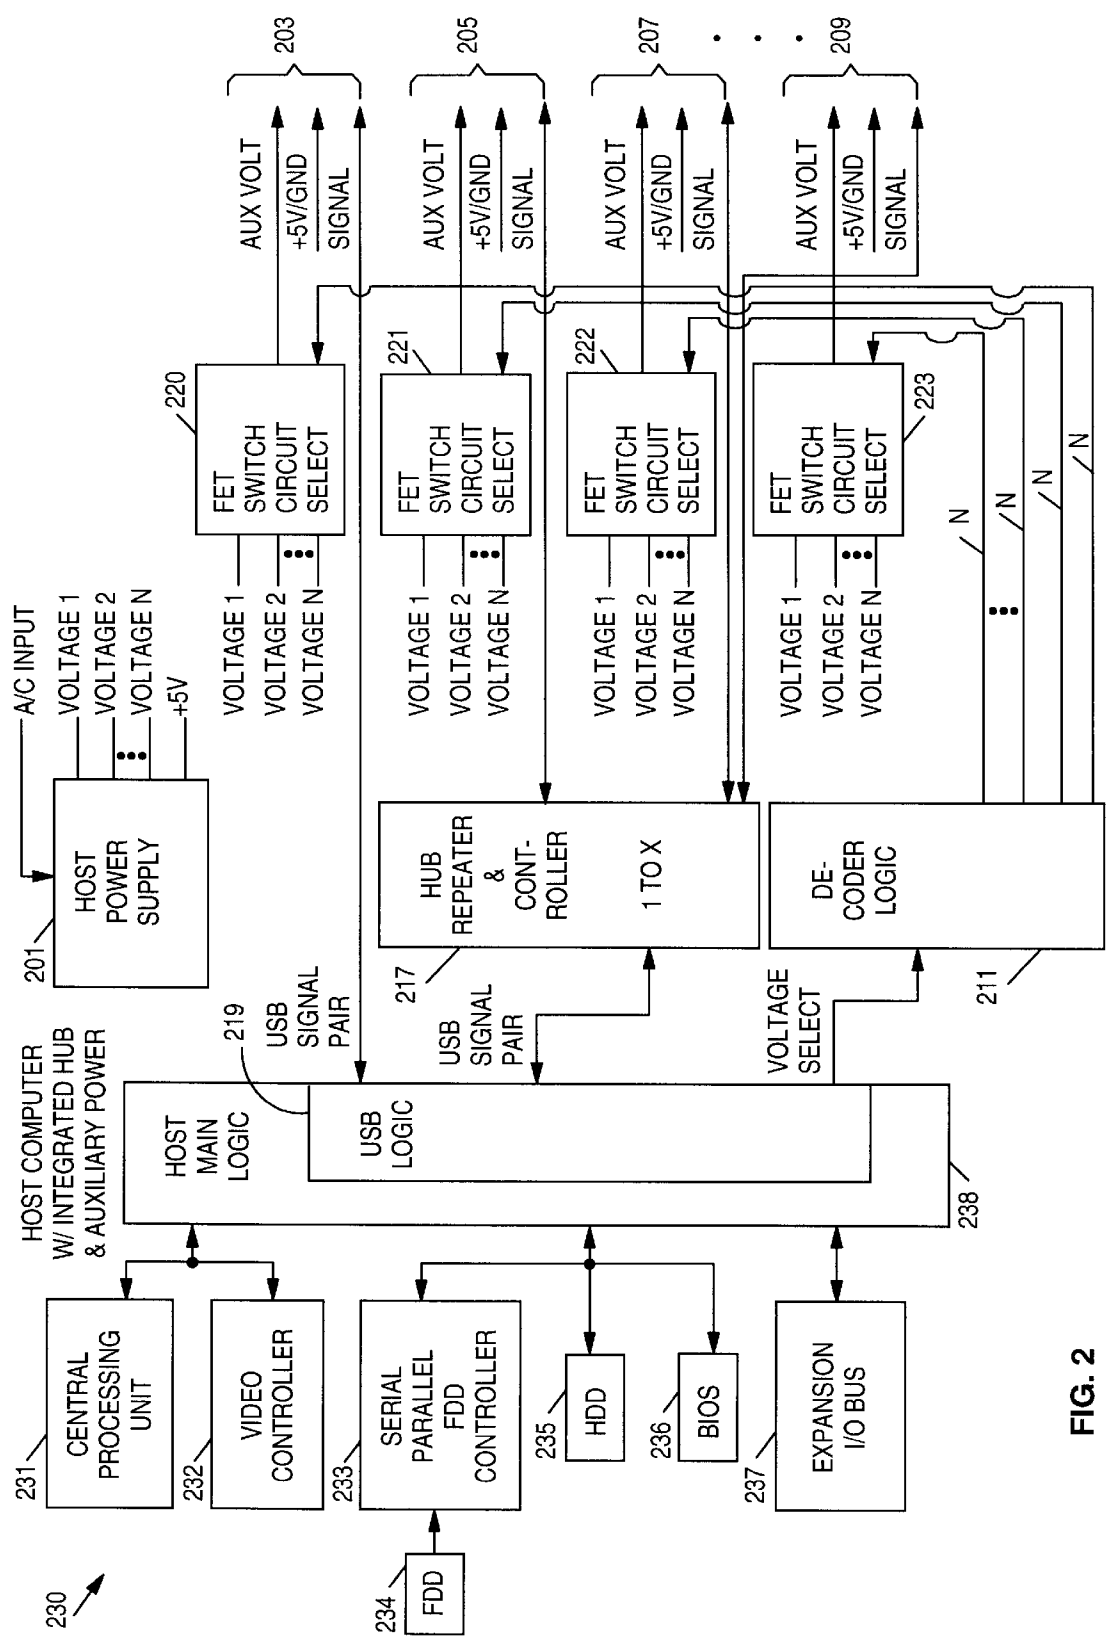 230
HOST COMPUTER
W/ INTEGRATED HUB
& AUXILIARY POWER
231
CENTRAL
PROCESSING
UNIT
232
VIDEO
CONTROLLER
233
SERIAL
PARALLEL
FDD
CONTROLLER
234
FDD
235
HDD
236
BIOS
237
EXPANSION
I/O BUS
HOST
MAIN
LOGIC
219
USB
LOGIC
238
USB
SIGNAL
PAIR
USB
SIGNAL
PAIR
VOLTAGE
SELECT
201
HOST
POWER
SUPPLY
A/C INPUT
VOLTAGE 1
VOLTAGE 2
VOLTAGE N
+5V
217
HUB
REPEATER
&
CONT-
ROLLER
1 TO X
211
DE-
CODER
LOGIC
VOLTAGE 1
VOLTAGE 2
VOLTAGE N
220
FET
SWITCH
CIRCUIT
SELECT
AUX VOLT
+5V/GND
SIGNAL
203
VOLTAGE 1
VOLTAGE 2
VOLTAGE N
221
FET
SWITCH
CIRCUIT
SELECT
AUX VOLT
+5V/GND
SIGNAL
205
VOLTAGE 1
VOLTAGE 2
VOLTAGE N
222
FET
SWITCH
CIRCUIT
SELECT
AUX VOLT
+5V/GND
SIGNAL
207
VOLTAGE 1
VOLTAGE 2
VOLTAGE N
223
FET
SWITCH
CIRCUIT
SELECT
AUX VOLT
+5V/GND
SIGNAL
209
N
N
N
N
FIG. 2